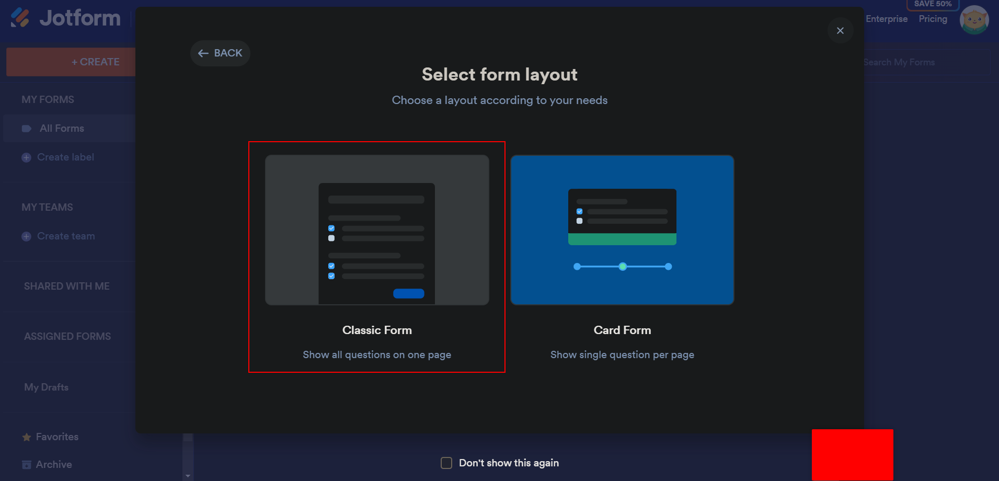 SAVE 50%
Jotform
Enterprise
Pricing
BACK
+ CREATE
Search My Forms
Select form layout
Choose a layout according to your needs
MY FORMS
All Forms
Create label
MY TEAMS
Create team
SHARED WITH ME
ASSIGNED FORMS
My Drafts
Favorites
Archive
Classic Form
Show all questions on one page
Card Form
Show single question per page
Don't show this again